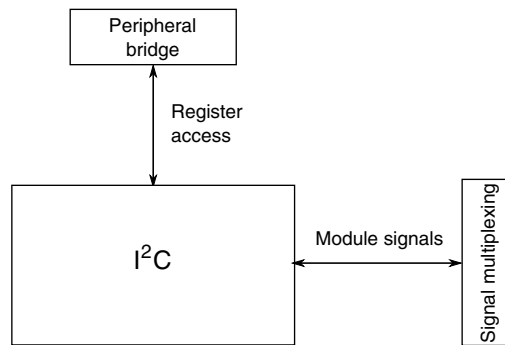 Peripheral
bridge
Register
access
I²C
Module signals
Signal multiplexing